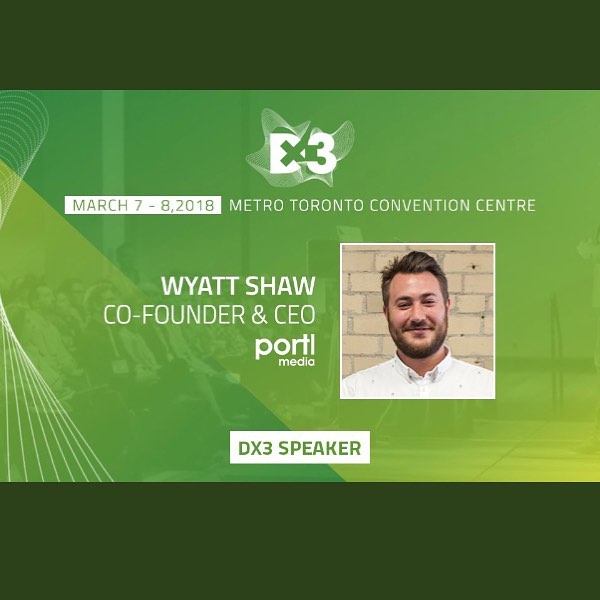 DX3
MARCH 7 - 8,2018 METRO TORONTO CONVENTION CENTRE
WYATT SHAW
CO-FOUNDER & CEO
portl
media
DX3 SPEAKER